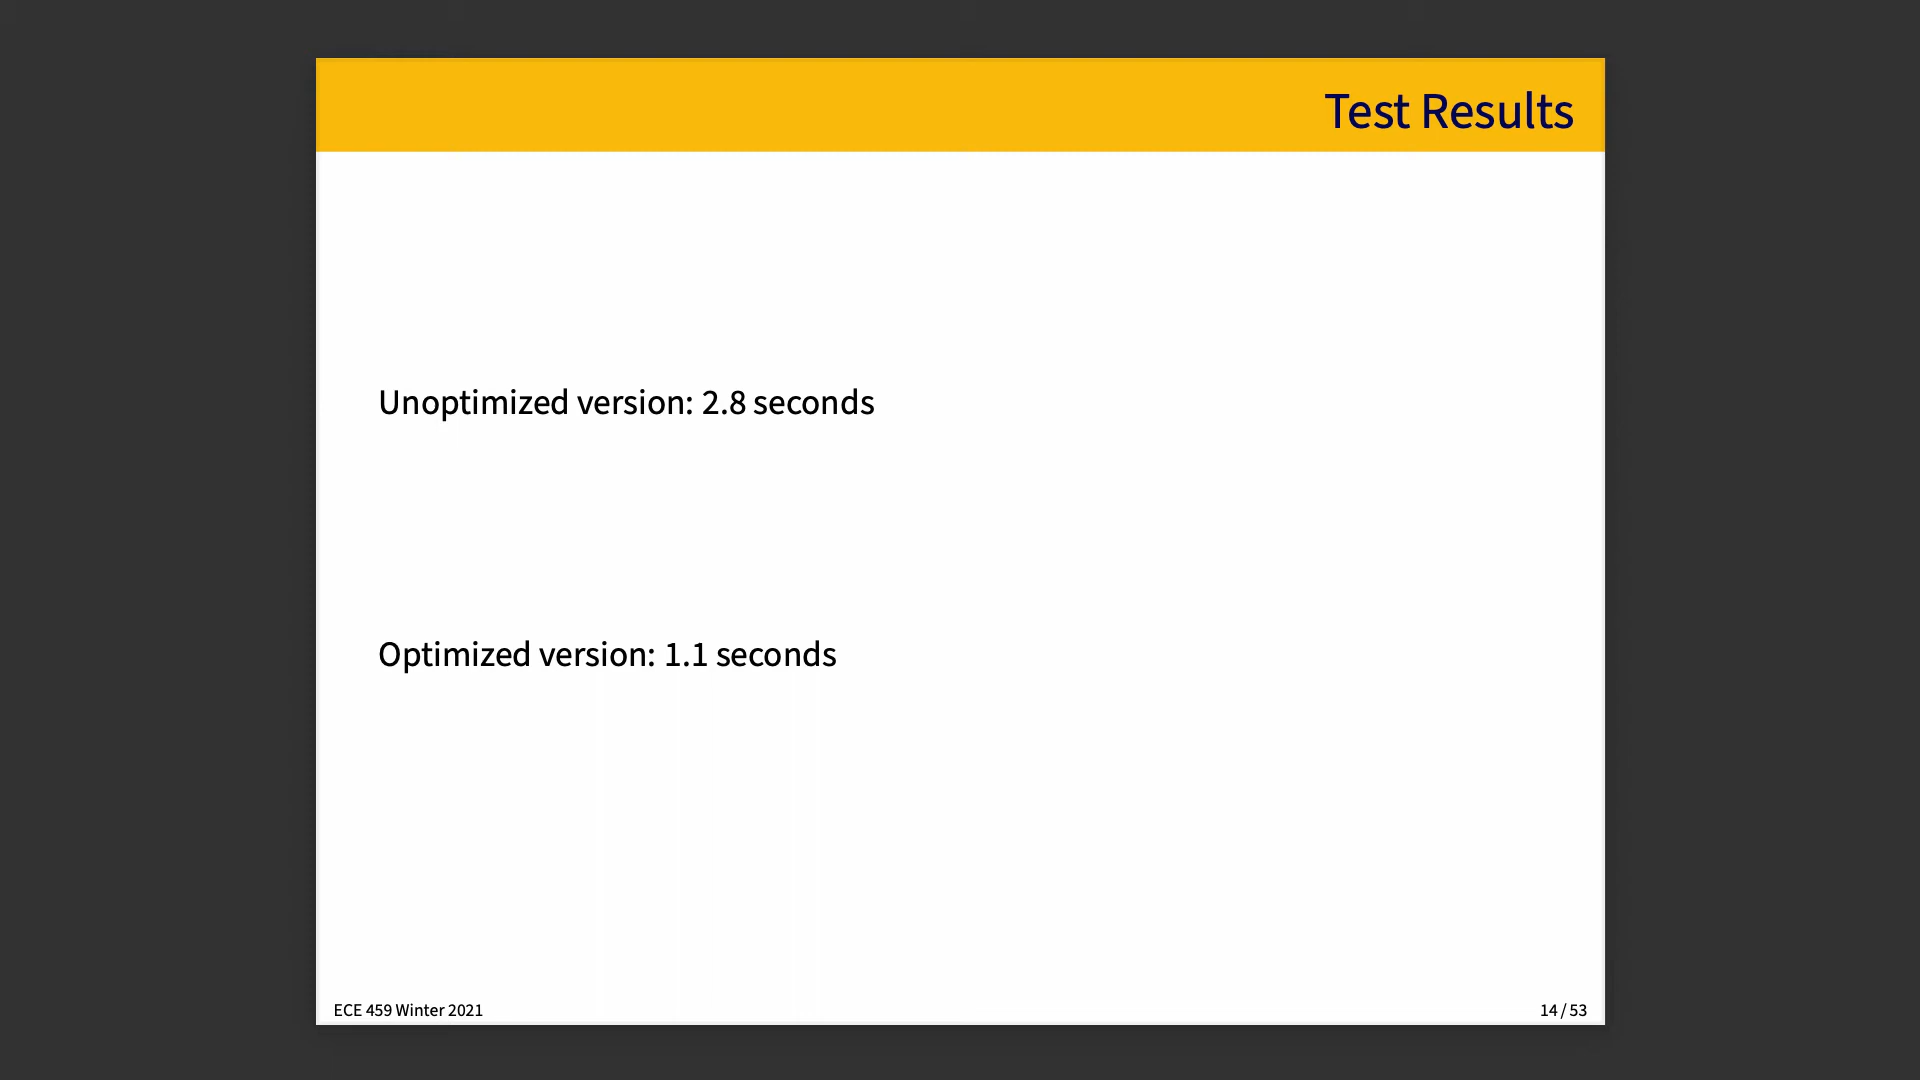 Test Results
Unoptimized version: 2.8 seconds
Optimized version: 1.1 seconds
ECE 459 Winter 2021
14 / 53